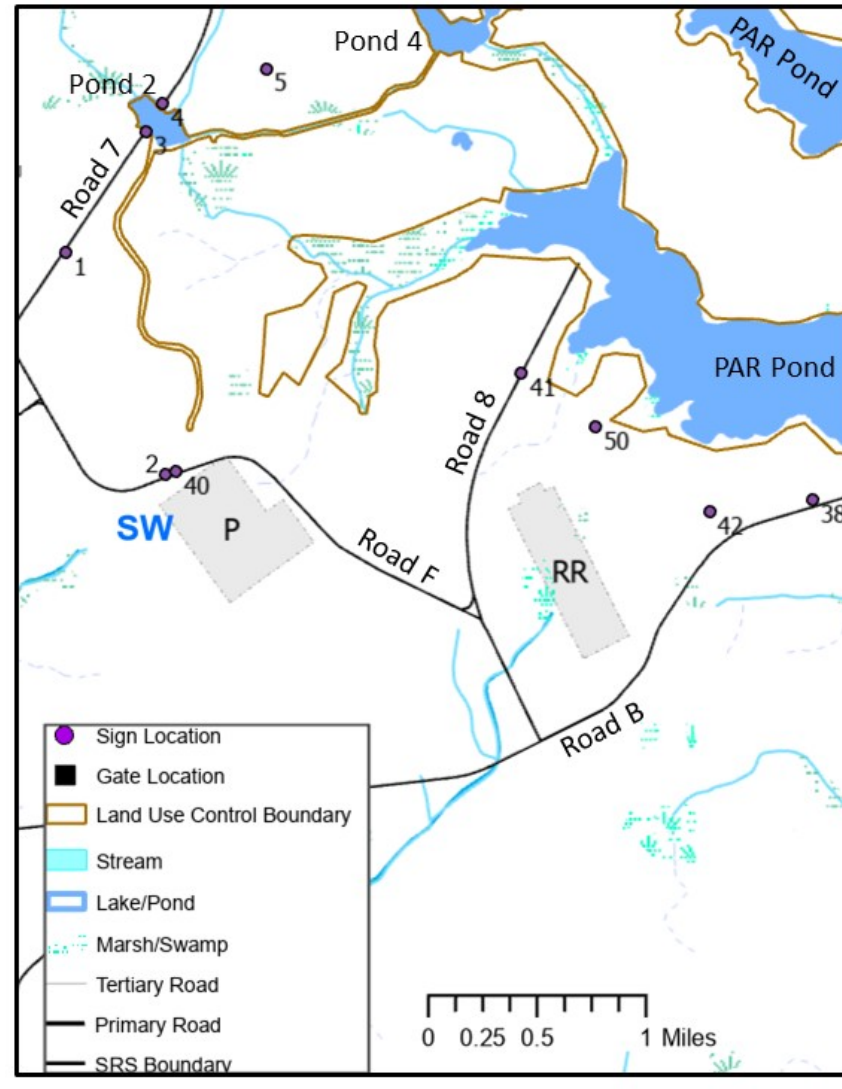 Pond 4
PAR Pond
5
Pond 2
4
3
Road 7
1
PAR Pond
41
Road 8
50
2
40
SW
P
42
38
Road F
RR
Road B
Sign Location
Gate Location
Land Use Control Boundary
Stream
Lake/Pond
Marsh/Swamp
Tertiary Road
Primary Road
SRS Boundary
0 0.25 0.5 1 Miles